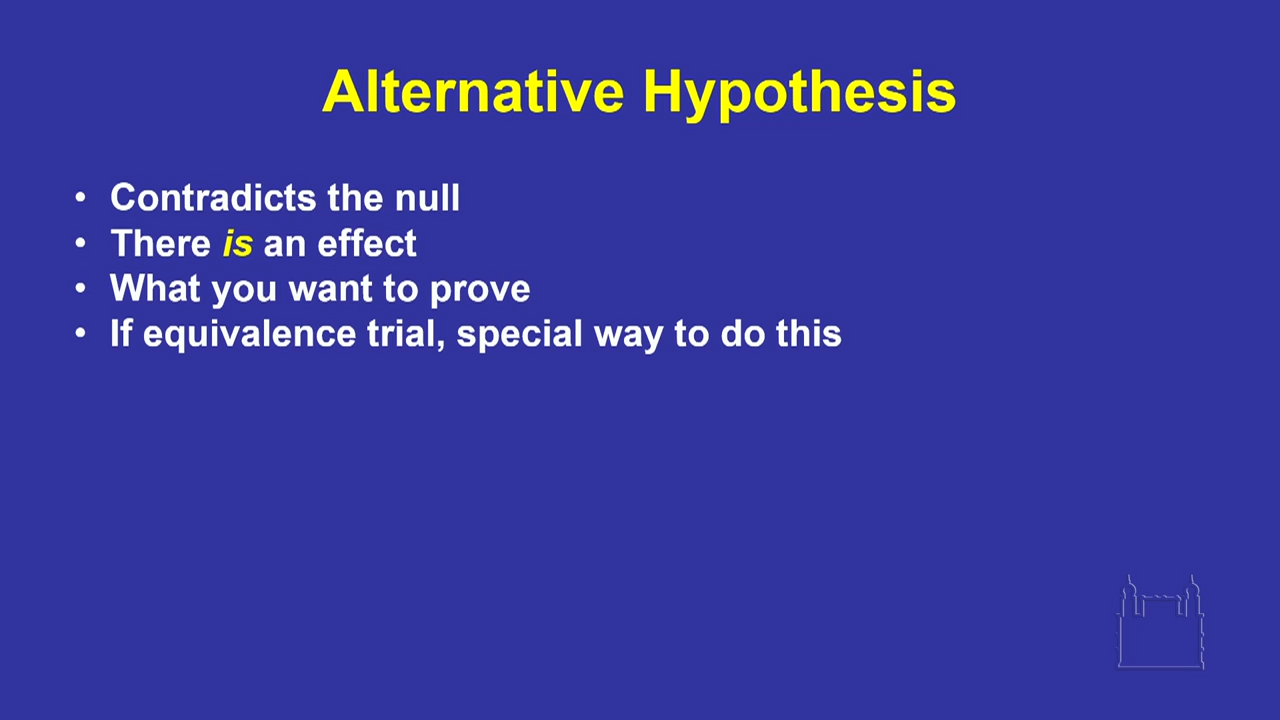 Alternative Hypothesis
• Contradicts the null
• There is an effect
• What you want to prove
• If equivalence trial, special way to do this